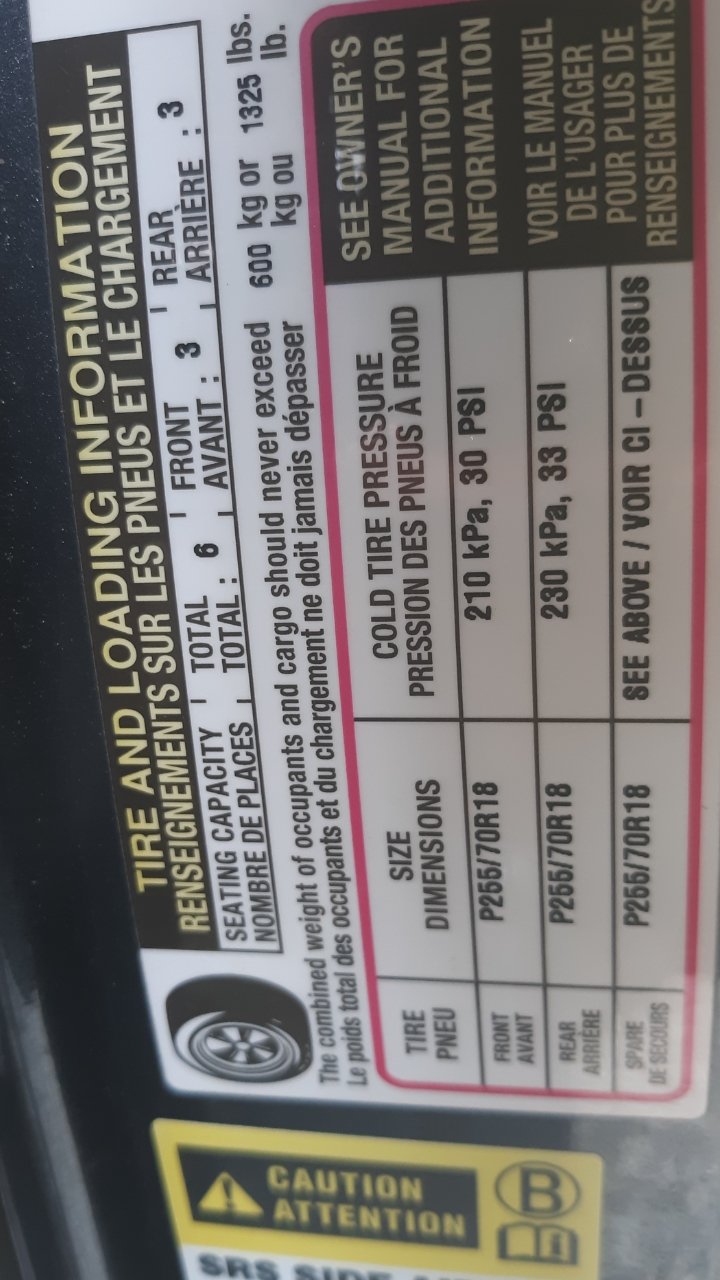 TIRE AND LOADING INFORMATION
RENSEIGNEMENTS SUR LES PNEUS ET LE CHARGEMENT
SEATING CAPACITY TOTAL FRONT REAR
NOMBRE DE PLACES TOTAL : 6 AVANT : 3 ARRIÈRE : 3
The combined weight of occupants and cargo should never exceed 600 kg or 1325 lbs.
Le poids total des occupants et du chargement ne doit jamais dépasser kg ou lb.
TIRE
PNEU
SIZE
DIMENSIONS
COLD TIRE PRESSURE
PRESSION DES PNEUS À FROID
FRONT
AVANT
P255/70R18
210 kPa, 30 PSI
REAR
ARRIÈRE
P255/70R18
230 kPa, 33 PSI
SPARE
DE SECOURS
P255/70R18
SEE ABOVE / VOIR CI – DESSUS
SEE OWNER'S
MANUAL FOR
ADDITIONAL
INFORMATION
VOIR LE MANUEL
DE L'USAGER
POUR PLUS DE
RENSEIGNEMENTS
CAUTION
ATTENTION
B
SRS SIDE